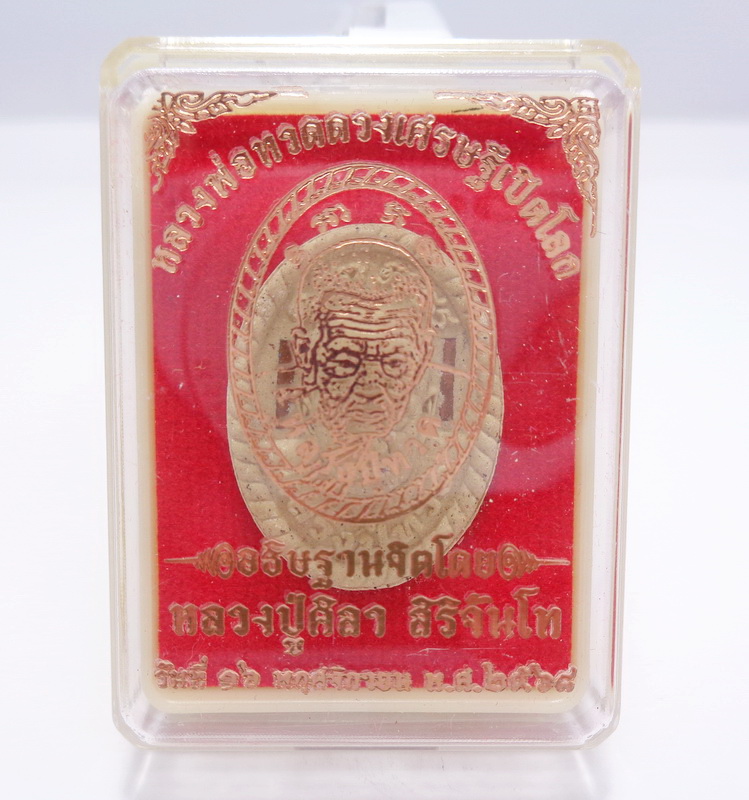 หลวงพ่อทวดดวงเศรษฐีเปิดโลก
อธิษฐานจิตโดย
หลวงปู่ศิลา สิริจันโท
วันที่ ๑๖ พฤศจิกายน พ.ศ.๒๕๖๘